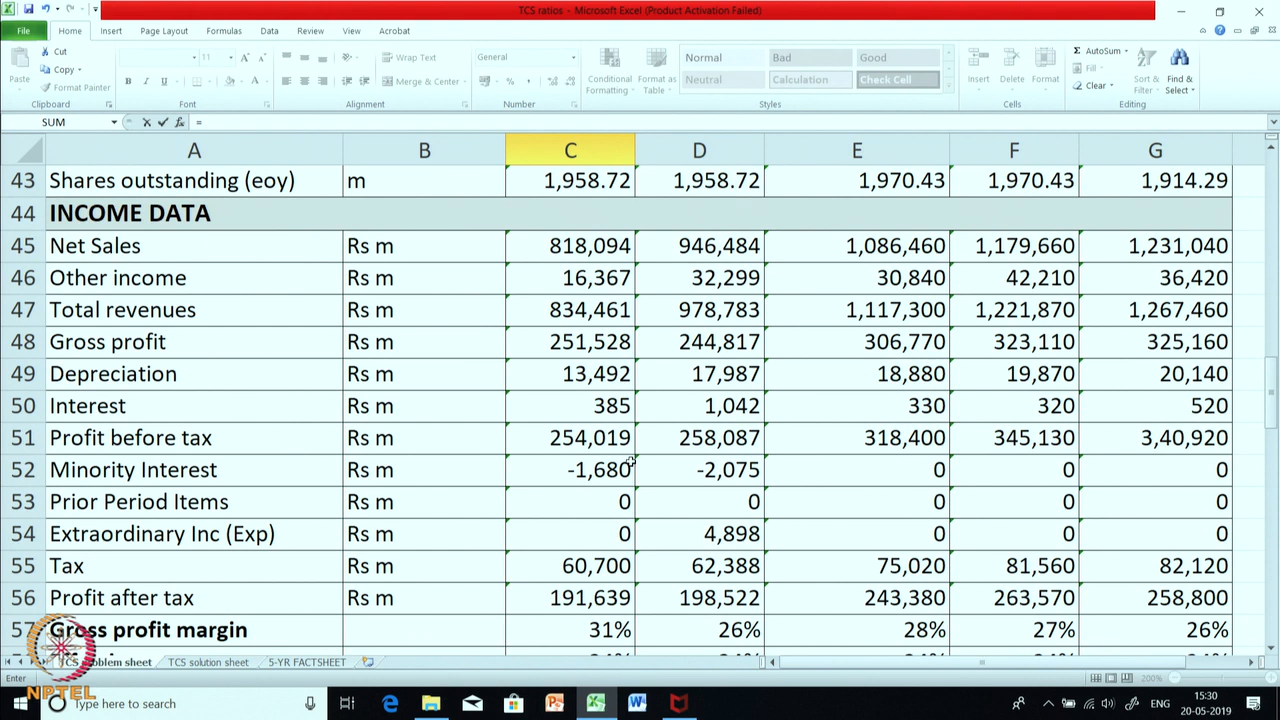 TCS ratios - Microsoft Excel (Product Activation Failed)
File Home Insert Page Layout Formulas Data Review View Acrobat
Cut
Copy
Format Painter
Paste
Clipboard
11
B I U
Font
Wrap Text
Merge & Center
Alignment
General
Number
Conditional Formatting
Format as Table
Normal Bad Good
Neutral Calculation Check Cell
Styles
Insert Delete Format
Cells
AutoSum
Fill
Clear
Sort & Filter
Find & Select
Editing
SUM fx =
A B C D E F G
43 Shares outstanding (eoy) m 1,958.72 1,958.72 1,970.43 1,970.43 1,914.29
44 INCOME DATA
45 Net Sales Rs m 818,094 946,484 1,086,460 1,179,660 1,231,040
46 Other income Rs m 16,367 32,299 30,840 42,210 36,420
47 Total revenues Rs m 834,461 978,783 1,117,300 1,221,870 1,267,460
48 Gross profit Rs m 251,528 244,817 306,770 323,110 325,160
49 Depreciation Rs m 13,492 17,987 18,880 19,870 20,140
50 Interest Rs m 385 1,042 330 320 520
51 Profit before tax Rs m 254,019 258,087 318,400 345,130 3,40,920
52 Minority Interest Rs m -1,680 -2,075 0 0 0
53 Prior Period Items Rs m 0 0 0 0 0
54 Extraordinary Inc (Exp) Rs m 0 4,898 0 0 0
55 Tax Rs m 60,700 62,388 75,020 81,560 82,120
56 Profit after tax Rs m 191,639 198,522 243,380 263,570 258,800
57 Gross profit margin 31% 26% 28% 27% 26%
TCS problem sheet TCS solution sheet 5-YR FACTSHEET
Enter 200%
NPTEL
Type here to search
ENG
15:30
20-05-2019